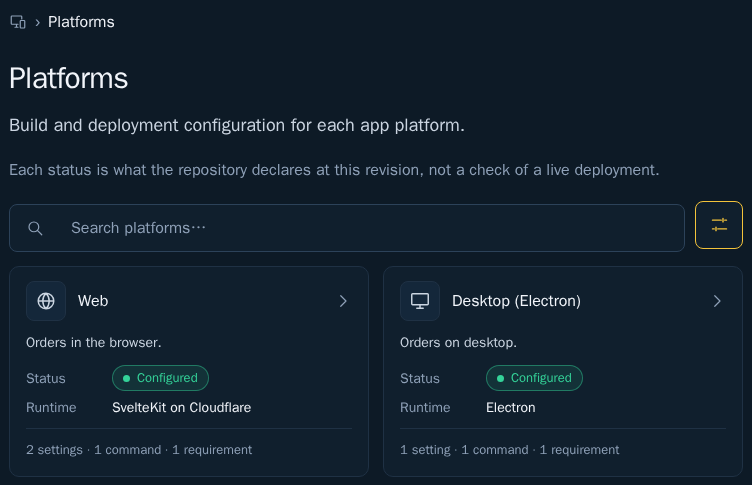 › Platforms
Platforms
Build and deployment configuration for each app platform.
Each status is what the repository declares at this revision, not a check of a live deployment.
Search platforms···
Web
Orders in the browser.
Status Configured
Runtime SvelteKit on Cloudflare
2 settings · 1 command · 1 requirement
Desktop (Electron)
Orders on desktop.
Status Configured
Runtime Electron
1 setting · 1 command · 1 requirement